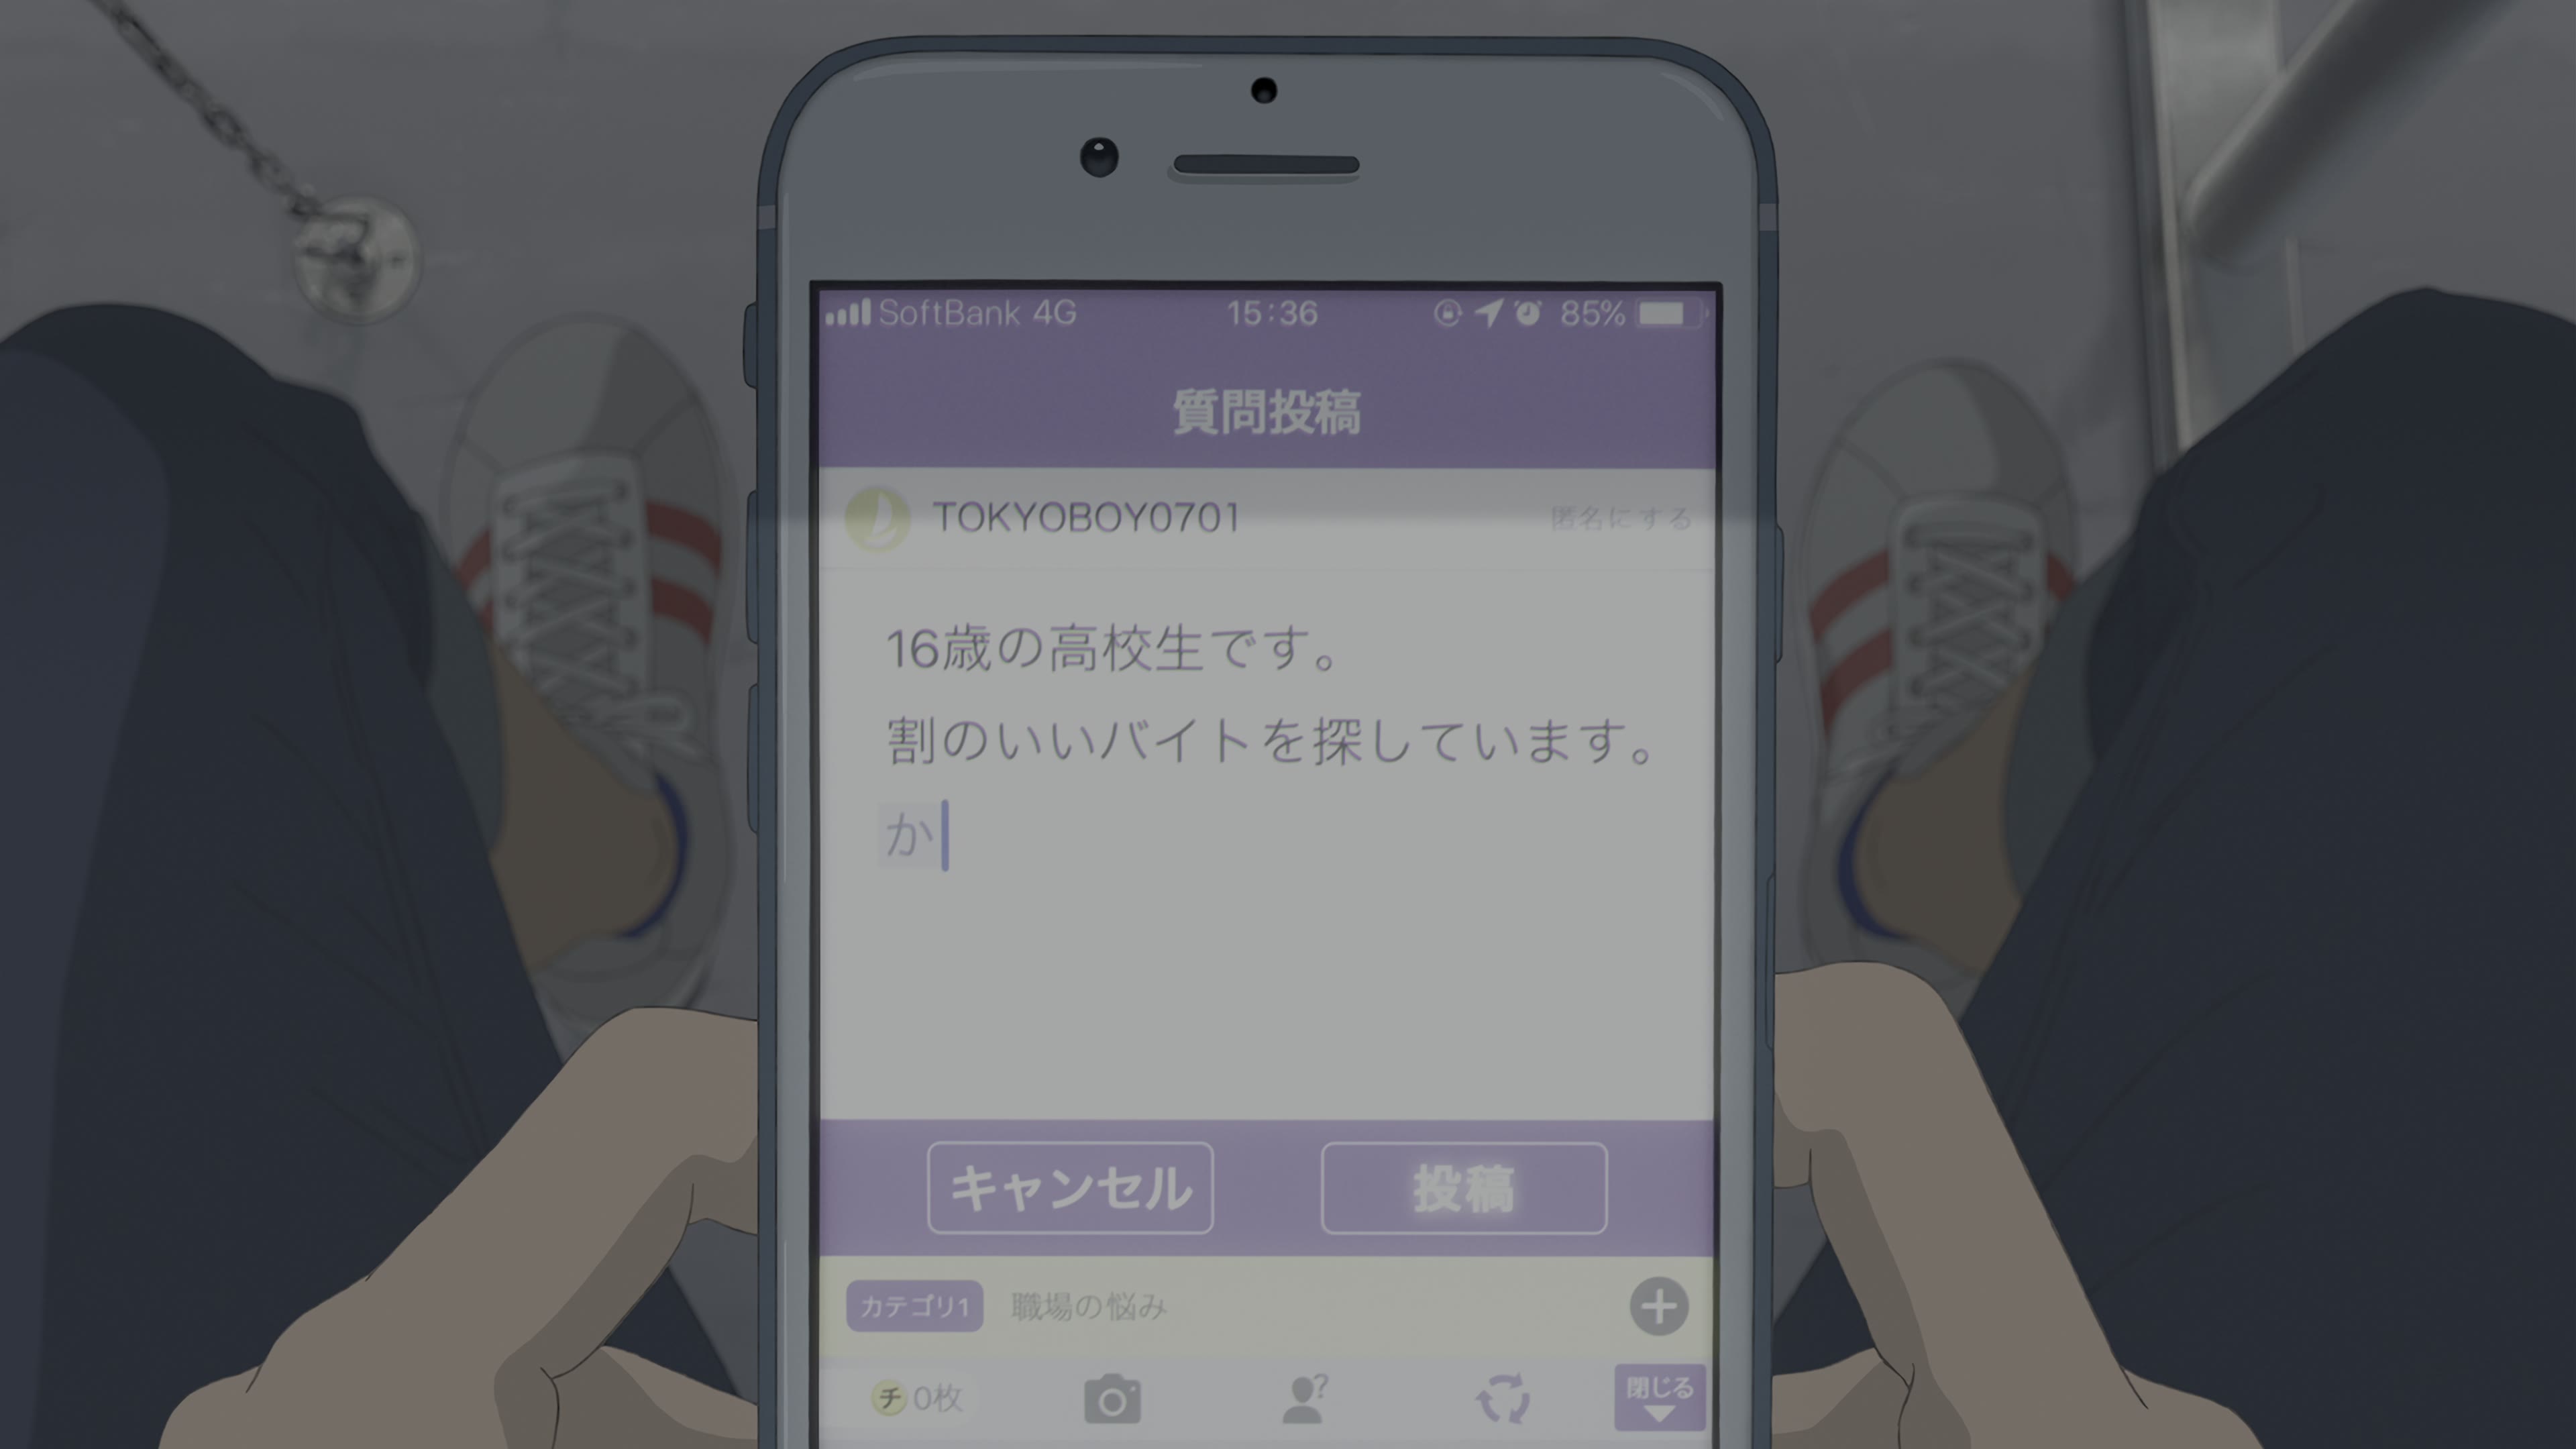 SoftBank 4G 15:36 85%
質問投稿
TOKYOBOY0701 匿名にする
16歳の高校生です。
割のいいバイトを探しています。
か
キャンセル 投稿
カテゴリ1 職場の悩み
チ 0枚 ? 閉じる